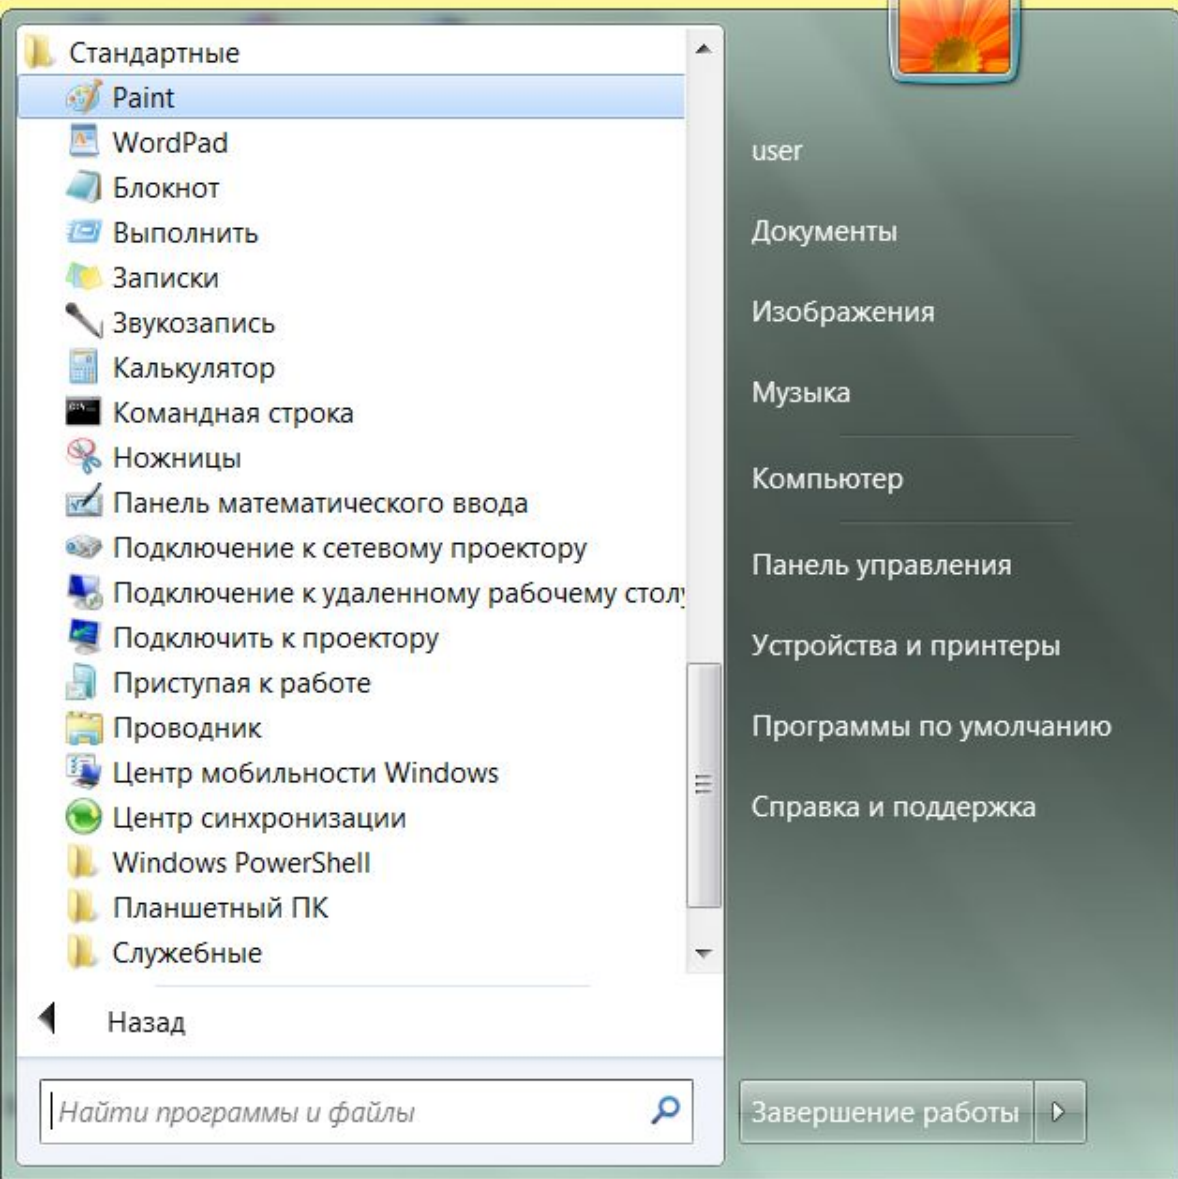 Стандартные
Paint
WordPad
Блокнот
Выполнить
Записки
Звукозапись
Калькулятор
Командная строка
Ножницы
Панель математического ввода
Подключение к сетевому проектору
Подключение к удаленному рабочему столу
Подключить к проектору
Приступая к работе
Проводник
Центр мобильности Windows
Центр синхронизации
Windows PowerShell
Планшетный ПК
Служебные
Назад
Найти программы и файлы
user
Документы
Изображения
Музыка
Компьютер
Панель управления
Устройства и принтеры
Программы по умолчанию
Справка и поддержка
Завершение работы